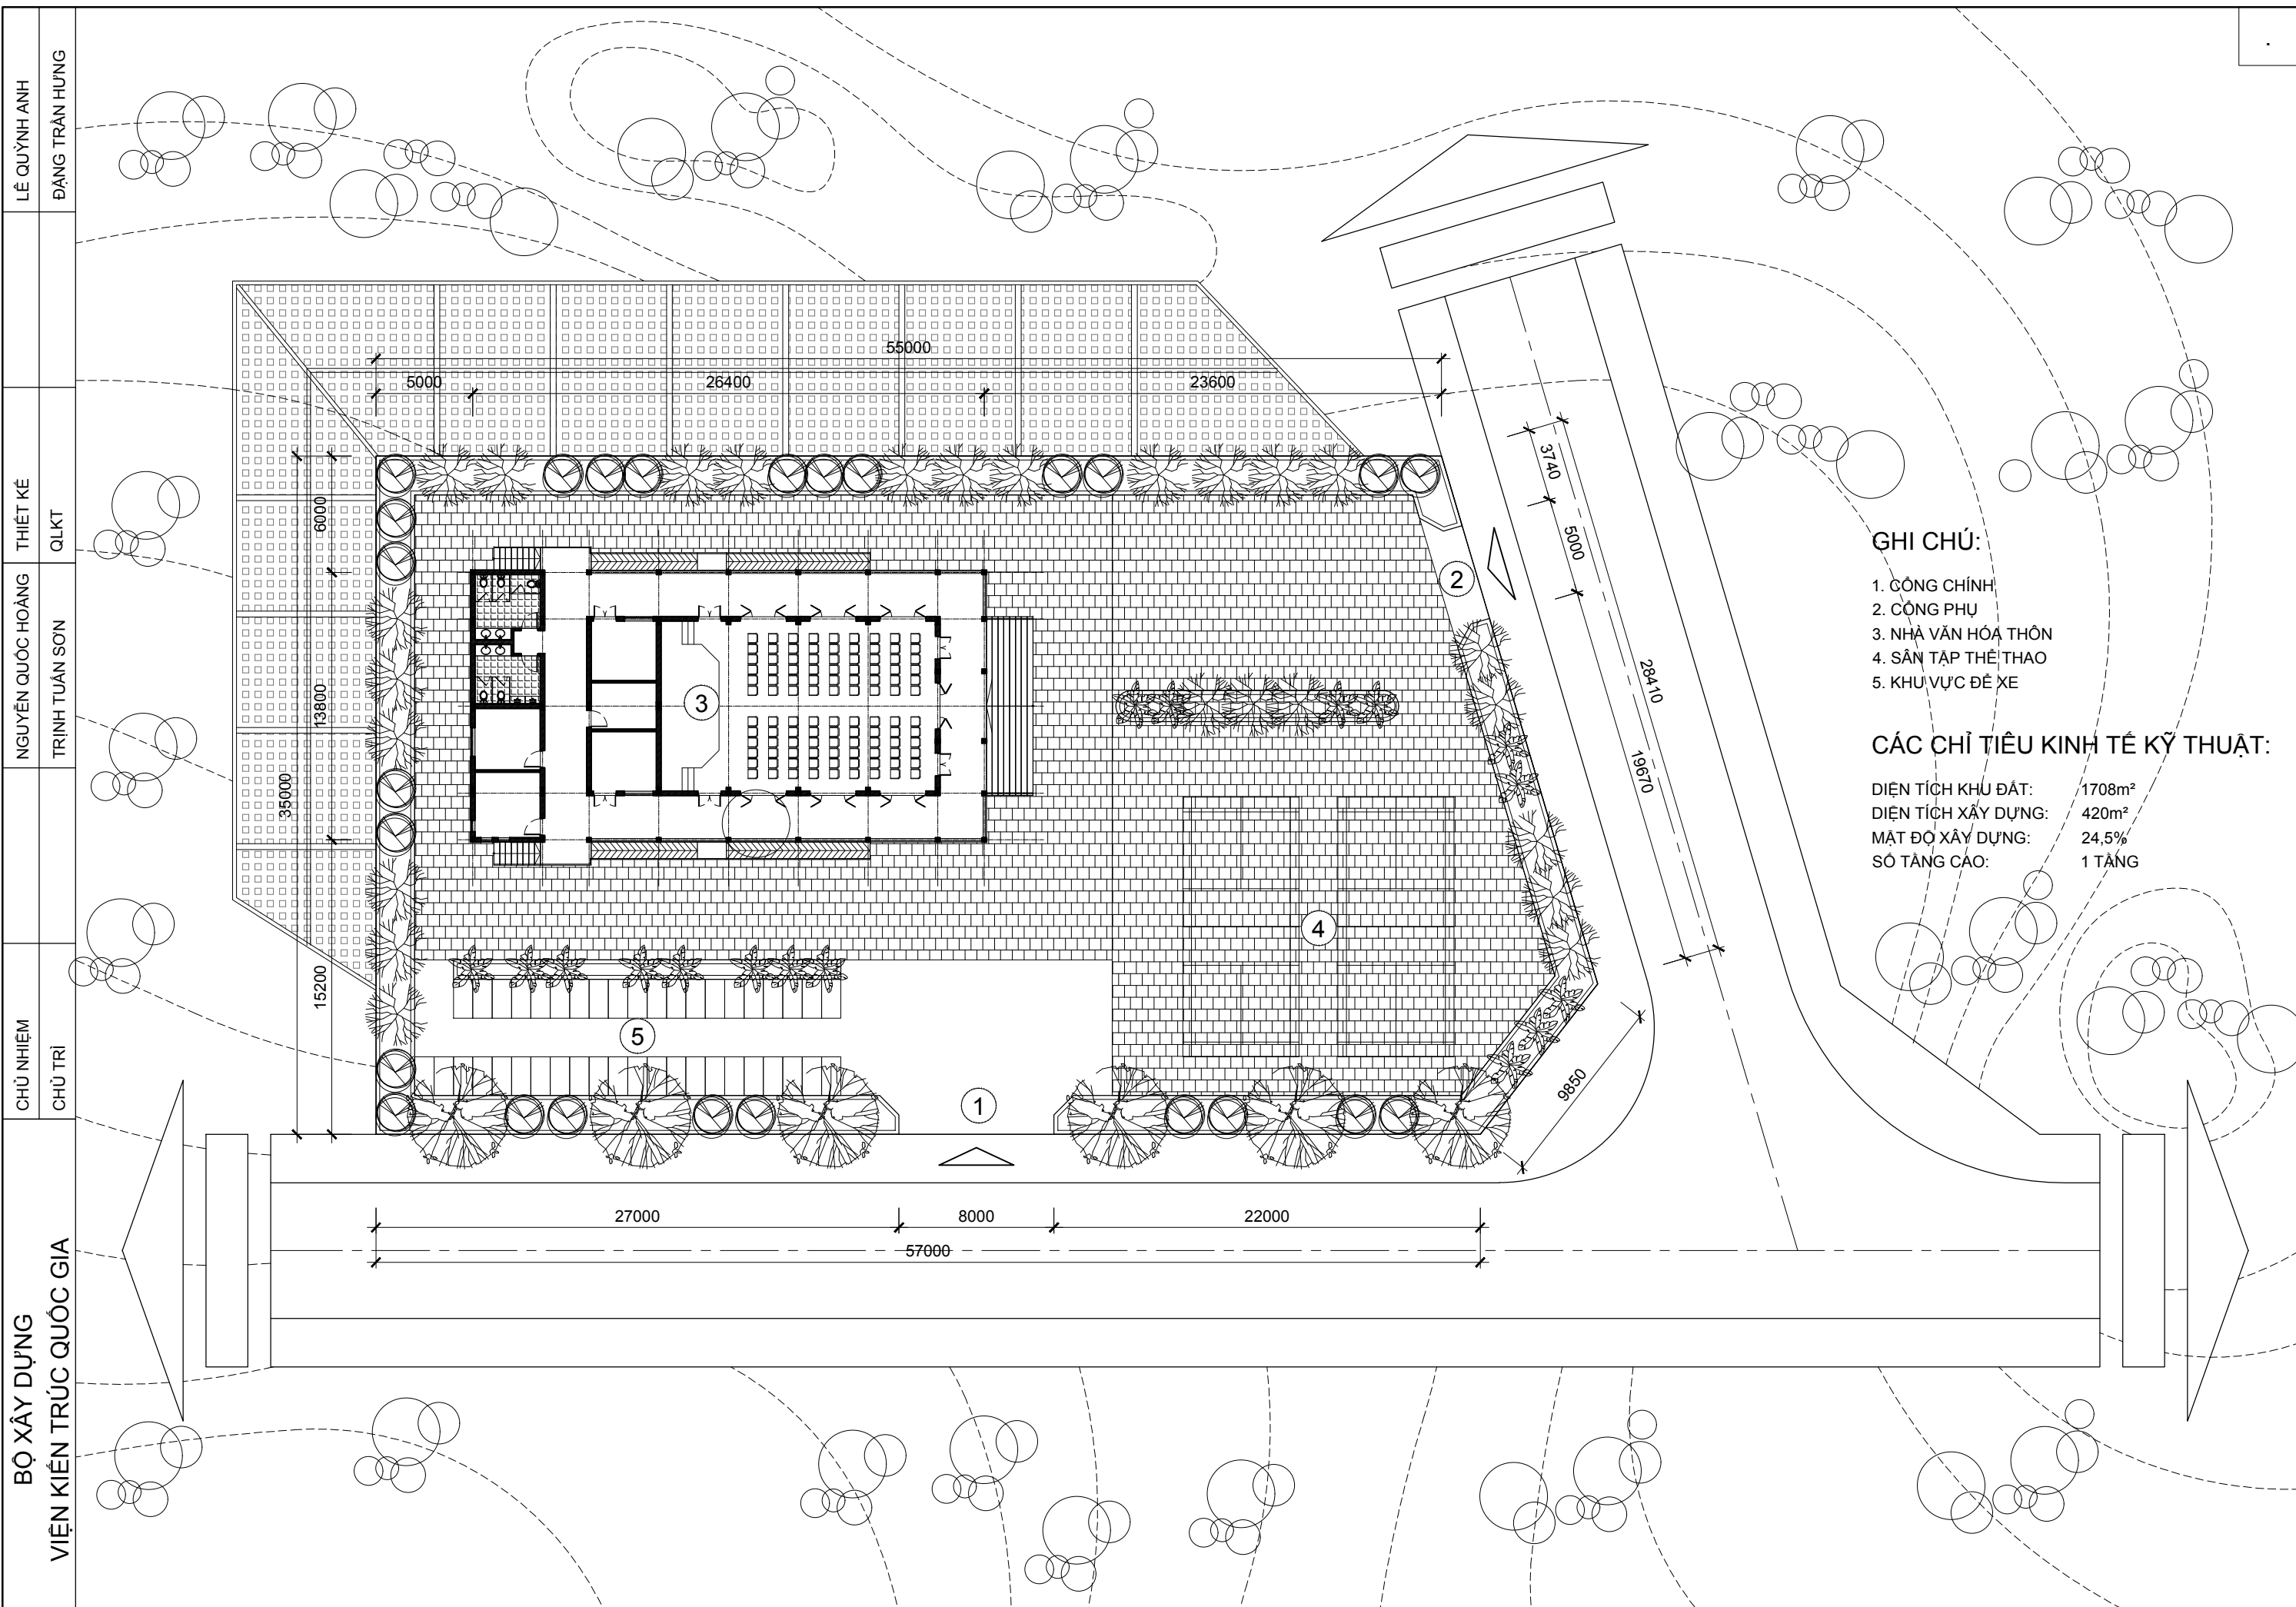 LÊ QUỲNH ANH
ĐẶNG TRẦN HƯNG
THIẾT KẾ
QLKT
NGUYỄN QUỐC HOÀNG
TRỊNH TUẤN SƠN
CHỦ NHIỆM
CHỦ TRÌ
BỘ XÂY DỰNG
VIỆN KIẾN TRÚC QUỐC GIA
55000
5000
26400
23600
6000
13800
35000
15200
3740
5000
28410
19670
9850
1
2
3
4
5
27000
8000
22000
57000
GHI CHÚ:
1. CỔNG CHÍNH
2. CỔNG PHỤ
3. NHÀ VĂN HÓA THÔN
4. SÂN TẬP THỂ THAO
5. KHU VỰC ĐỂ XE
CÁC CHỈ TIÊU KINH TẾ KỸ THUẬT:
DIỆN TÍCH KHU ĐẤT: 1708m²
DIỆN TÍCH XÂY DỰNG: 420m²
MẬT ĐỘ XÂY DỰNG: 24,5%
SỐ TẦNG CAO: 1 TẦNG